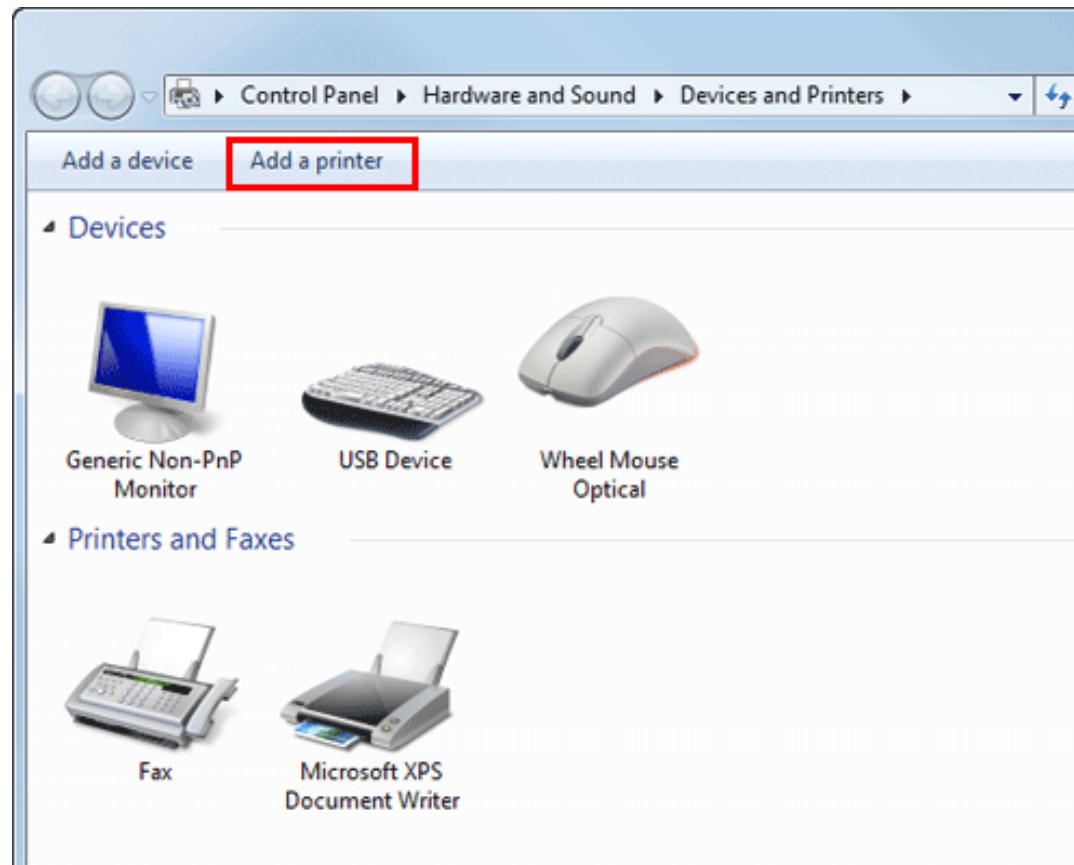 Control Panel Hardware and Sound Devices and Printers
Add a device Add a printer
Devices
Generic Non-PnP
Monitor
USB Device
Wheel Mouse
Optical
Printers and Faxes
Fax
Microsoft XPS
Document Writer